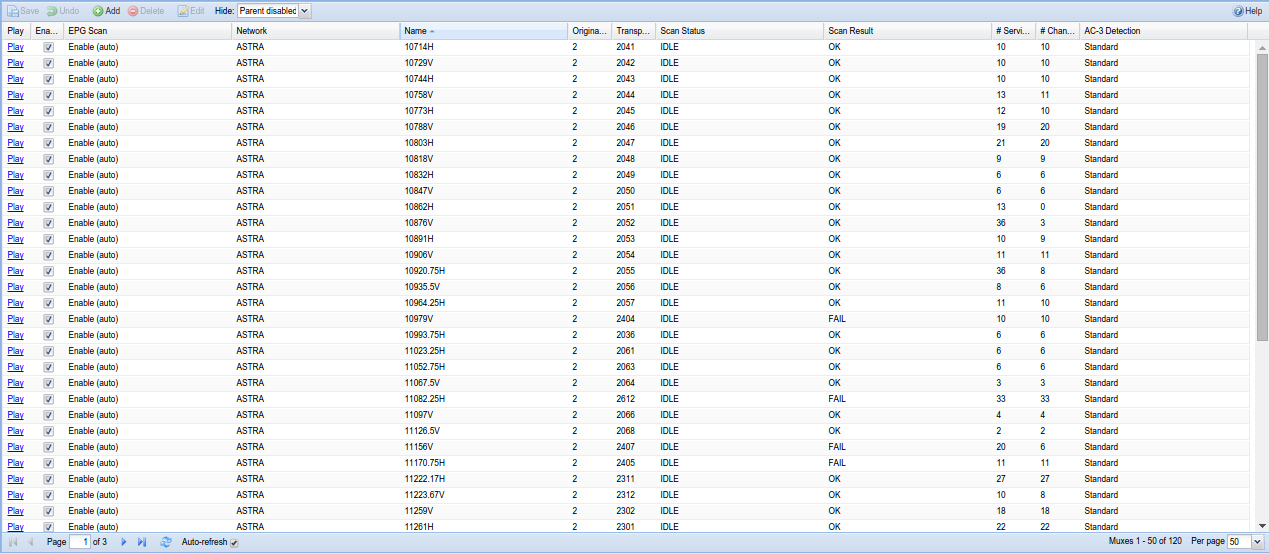 Save Undo Add Delete Edit Hide: Parent disabled Help
Play Ena... EPG Scan Network Name Origina... Transp... Scan Status Scan Result # Servi... # Chan... AC-3 Detection
Play Enable (auto) ASTRA 10714H 2 2041 IDLE OK 10 10 Standard
Play Enable (auto) ASTRA 10729V 2 2042 IDLE OK 10 10 Standard
Play Enable (auto) ASTRA 10744H 2 2043 IDLE OK 10 10 Standard
Play Enable (auto) ASTRA 10758V 2 2044 IDLE OK 13 11 Standard
Play Enable (auto) ASTRA 10773H 2 2045 IDLE OK 12 10 Standard
Play Enable (auto) ASTRA 10788V 2 2046 IDLE OK 19 20 Standard
Play Enable (auto) ASTRA 10803H 2 2047 IDLE OK 21 20 Standard
Play Enable (auto) ASTRA 10818V 2 2048 IDLE OK 9 9 Standard
Play Enable (auto) ASTRA 10832H 2 2049 IDLE OK 6 6 Standard
Play Enable (auto) ASTRA 10847V 2 2050 IDLE OK 6 6 Standard
Play Enable (auto) ASTRA 10862H 2 2051 IDLE OK 13 0 Standard
Play Enable (auto) ASTRA 10876V 2 2052 IDLE OK 36 3 Standard
Play Enable (auto) ASTRA 10891H 2 2053 IDLE OK 10 9 Standard
Play Enable (auto) ASTRA 10906V 2 2054 IDLE OK 11 11 Standard
Play Enable (auto) ASTRA 10920.75H 2 2055 IDLE OK 36 8 Standard
Play Enable (auto) ASTRA 10935.5V 2 2056 IDLE OK 8 6 Standard
Play Enable (auto) ASTRA 10964.25H 2 2057 IDLE OK 11 10 Standard
Play Enable (auto) ASTRA 10979V 2 2404 IDLE FAIL 10 10 Standard
Play Enable (auto) ASTRA 10993.75H 2 2036 IDLE OK 6 6 Standard
Play Enable (auto) ASTRA 11023.25H 2 2061 IDLE OK 6 6 Standard
Play Enable (auto) ASTRA 11052.75H 2 2063 IDLE OK 6 6 Standard
Play Enable (auto) ASTRA 11067.5V 2 2064 IDLE OK 3 3 Standard
Play Enable (auto) ASTRA 11082.25H 2 2612 IDLE FAIL 33 33 Standard
Play Enable (auto) ASTRA 11097V 2 2066 IDLE OK 4 4 Standard
Play Enable (auto) ASTRA 11126.5V 2 2068 IDLE OK 2 2 Standard
Play Enable (auto) ASTRA 11156V 2 2407 IDLE FAIL 20 6 Standard
Play Enable (auto) ASTRA 11170.75H 2 2405 IDLE FAIL 11 11 Standard
Play Enable (auto) ASTRA 11222.17H 2 2311 IDLE OK 27 27 Standard
Play Enable (auto) ASTRA 11223.67V 2 2312 IDLE OK 10 8 Standard
Play Enable (auto) ASTRA 11259V 2 2302 IDLE OK 18 18 Standard
Play Enable (auto) ASTRA 11261H 2 2301 IDLE OK 22 22 Standard
Page 1 of 3 Auto-refresh Muxes 1 - 50 of 120 Per page 50